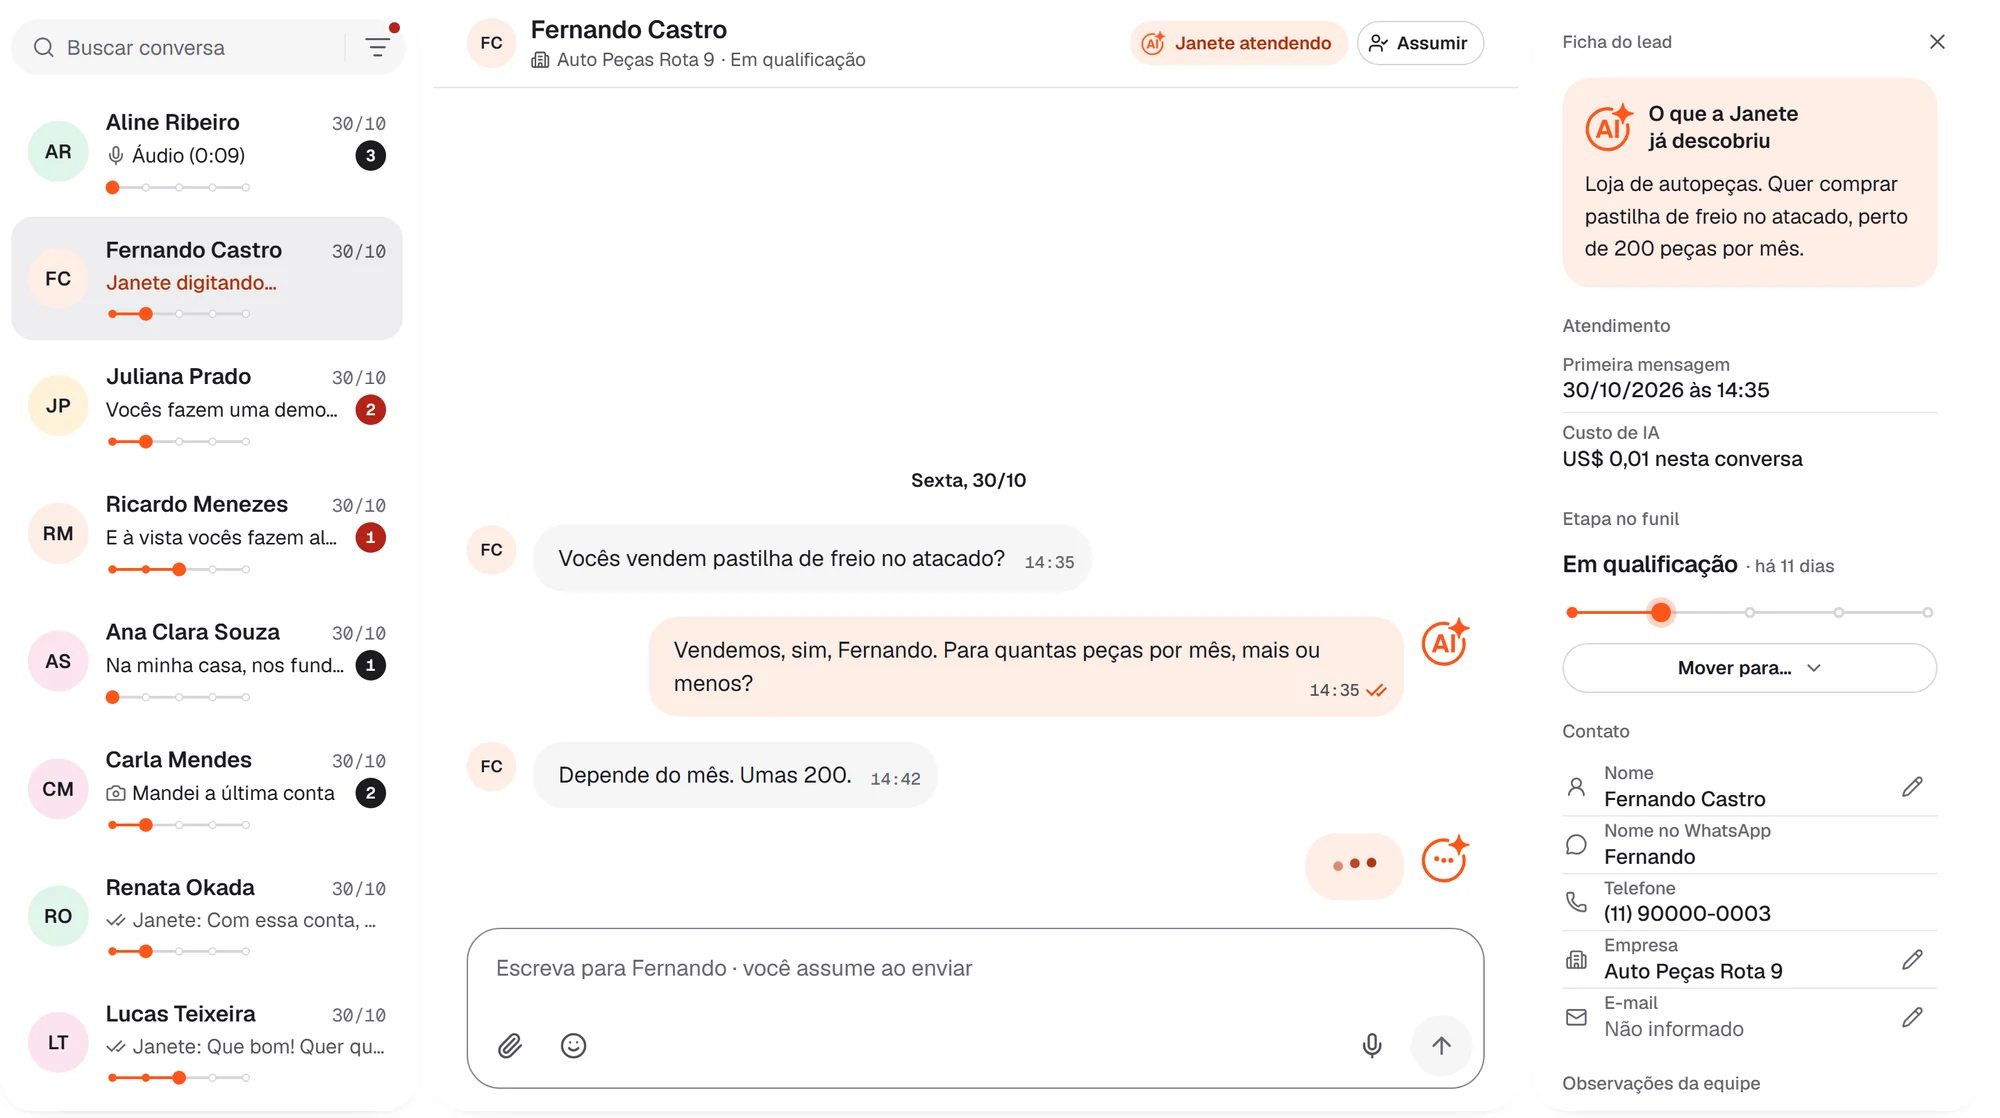 Buscar conversa
AR
Aline Ribeiro
30/10
Áudio (0:09)
3
FC
Fernando Castro
30/10
Janete digitando...
JP
Juliana Prado
30/10
Vocês fazem uma demo...
2
RM
Ricardo Menezes
30/10
E à vista vocês fazem al...
1
AS
Ana Clara Souza
30/10
Na minha casa, nos fund...
1
CM
Carla Mendes
30/10
Mandei a última conta
2
RO
Renata Okada
30/10
Janete: Com essa conta, ...
LT
Lucas Teixeira
30/10
Janete: Que bom! Quer qu...
FC
Fernando Castro
Auto Peças Rota 9 · Em qualificação
AI
Janete atendendo
Assumir
Sexta, 30/10
FC
Vocês vendem pastilha de freio no atacado?
14:35
Vendemos, sim, Fernando. Para quantas peças por mês, mais ou
menos?
14:35
AI
FC
Depende do mês. Umas 200.
14:42
Escreva para Fernando · você assume ao enviar
Ficha do lead
AI
O que a Janete
já descobriu
Loja de autopeças. Quer comprar
pastilha de freio no atacado, perto
de 200 peças por mês.
Atendimento
Primeira mensagem
30/10/2026 às 14:35
Custo de IA
US$ 0,01 nesta conversa
Etapa no funil
Em qualificação · há 11 dias
Mover para...
Contato
Nome
Fernando Castro
Nome no WhatsApp
Fernando
Telefone
(11) 90000-0003
Empresa
Auto Peças Rota 9
E-mail
Não informado
Observações da equipe